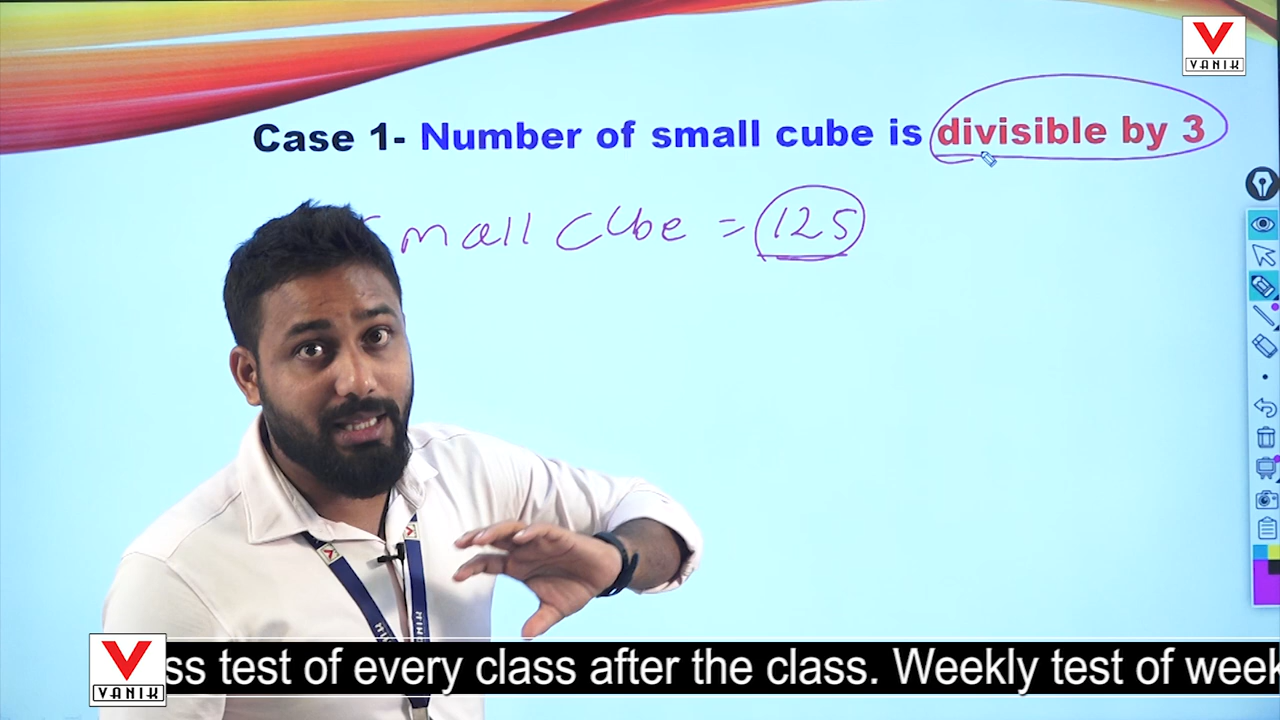 VANIK
Case 1- Number of small cube is divisible by 3
small cube = 125
VANIK
ss test of every class after the class. Weekly test of week